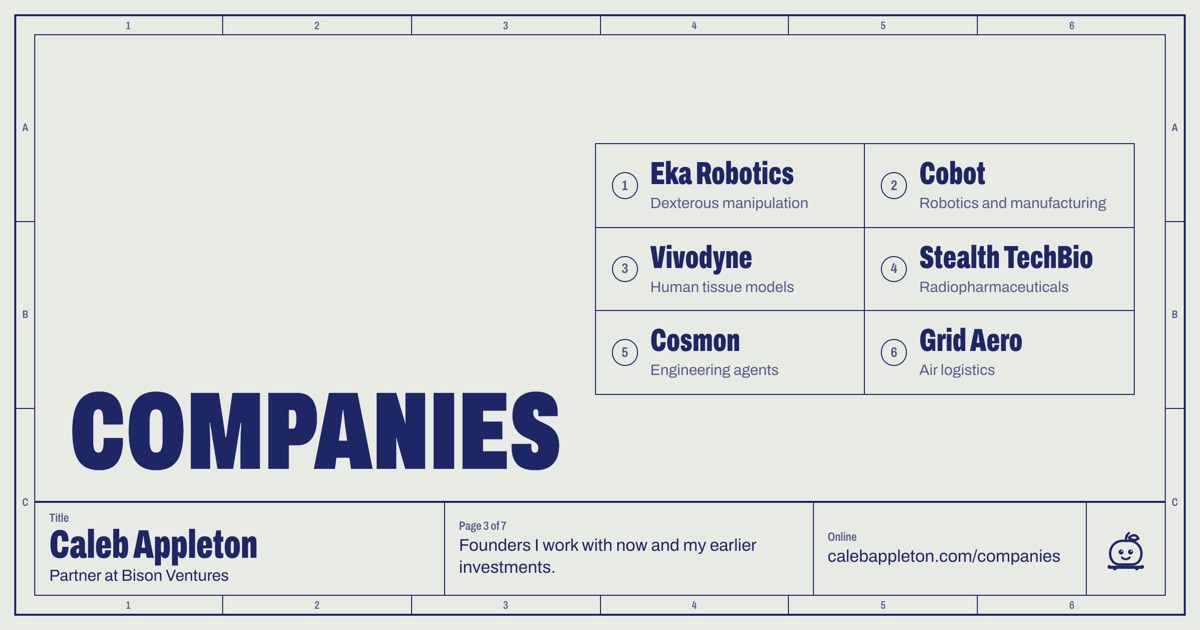 1 2 3 4 5 6
A A
B B
C C
1 Eka Robotics
Dexterous manipulation
2 Cobot
Robotics and manufacturing
3 Vivodyne
Human tissue models
4 Stealth TechBio
Radiopharmaceuticals
5 Cosmon
Engineering agents
6 Grid Aero
Air logistics
COMPANIES
Title
Caleb Appleton
Partner at Bison Ventures
Page 3 of 7
Founders I work with now and my earlier
investments.
Online
calebappleton.com/companies
1 2 3 4 5 6